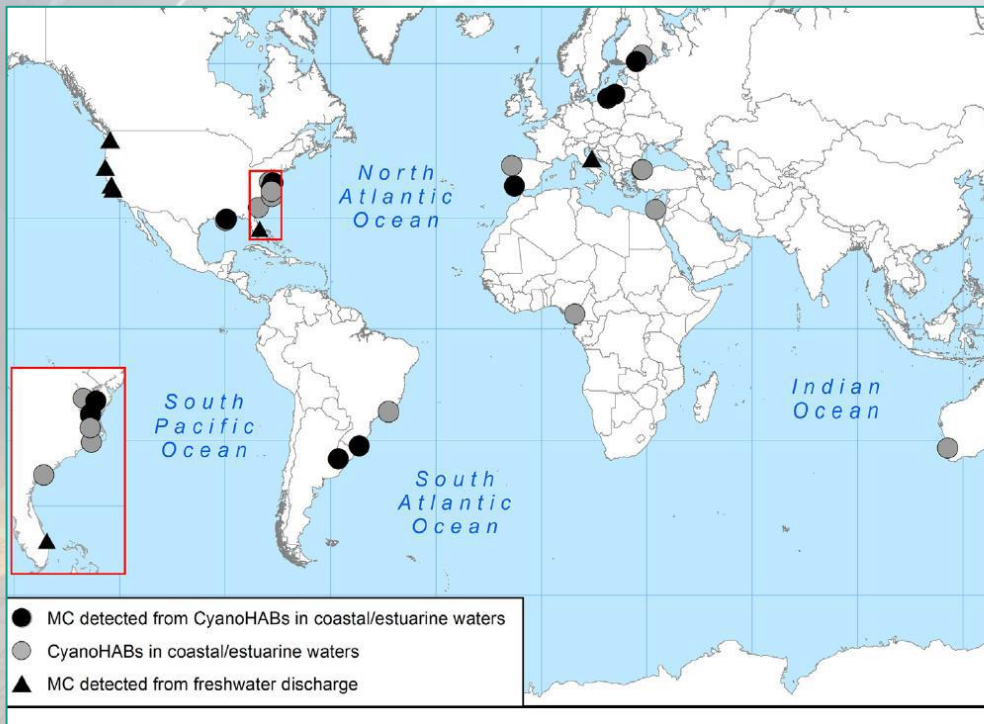 North
Atlantic
Ocean
South
Pacific
Ocean
Indian
Ocean
South
Atlantic
Ocean
MC detected from CyanoHABs in coastal/estuarine waters
CyanoHABs in coastal/estuarine waters
MC detected from freshwater discharge